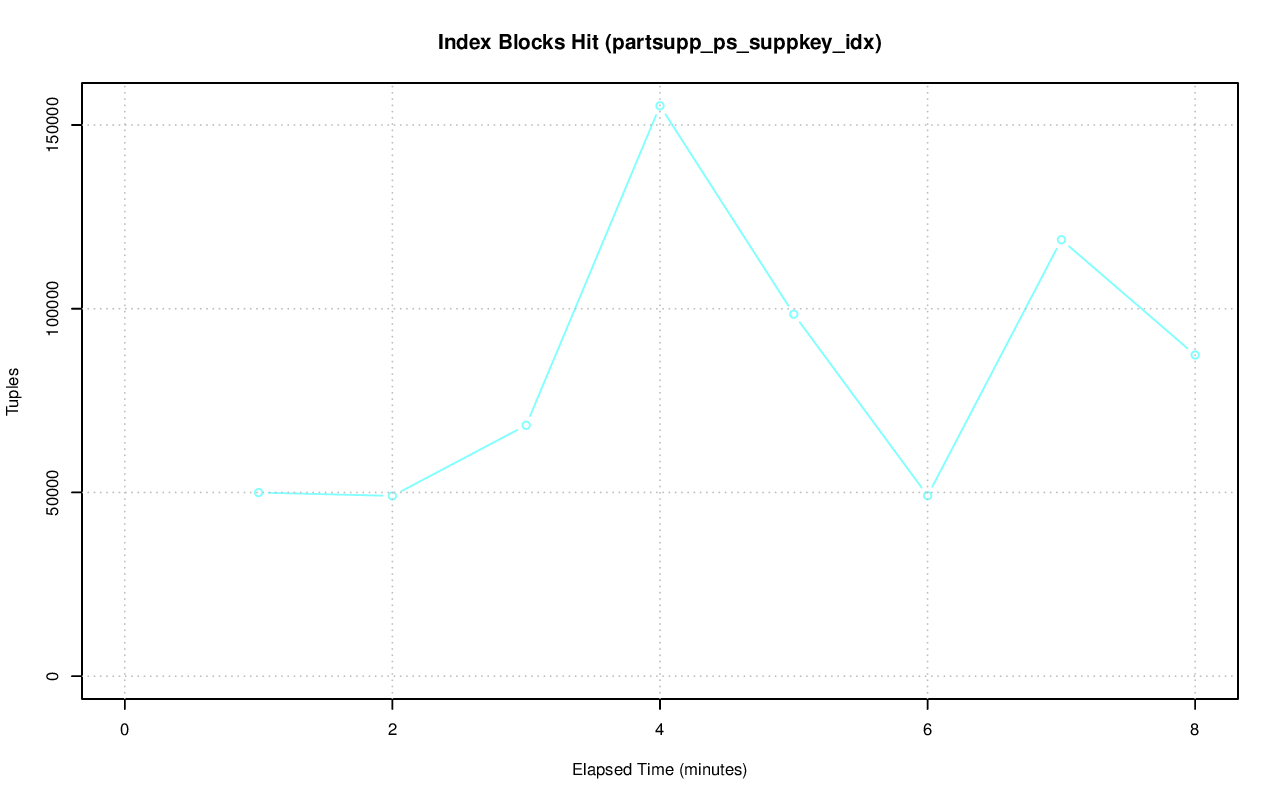 Index Blocks Hit (partsupp_ps_suppkey_idx)
150000
100000
50000
0
Tuples
0 2 4 6 8
Elapsed Time (minutes)